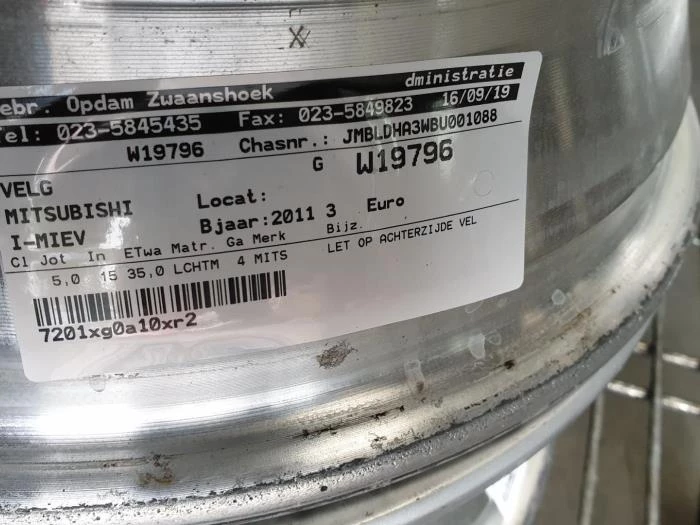 ebr. Opdam Zwaanshoek dministratie
el: 023-5845435 Fax: 023-5849823 16/09/19
W19796 Chasnr.: JMBLDHA3WBU001088
VELG G W19796
MITSUBISHI Locat:
I-MIEV Bjaar:2011 3 Euro
Cl Jot In ETwa Matr. Ga Merk Bijz.
5,0 15 35,0 LCHTM 4 MITS LET OP ACHTERZIJDE VEL
7201xg0a10xr2